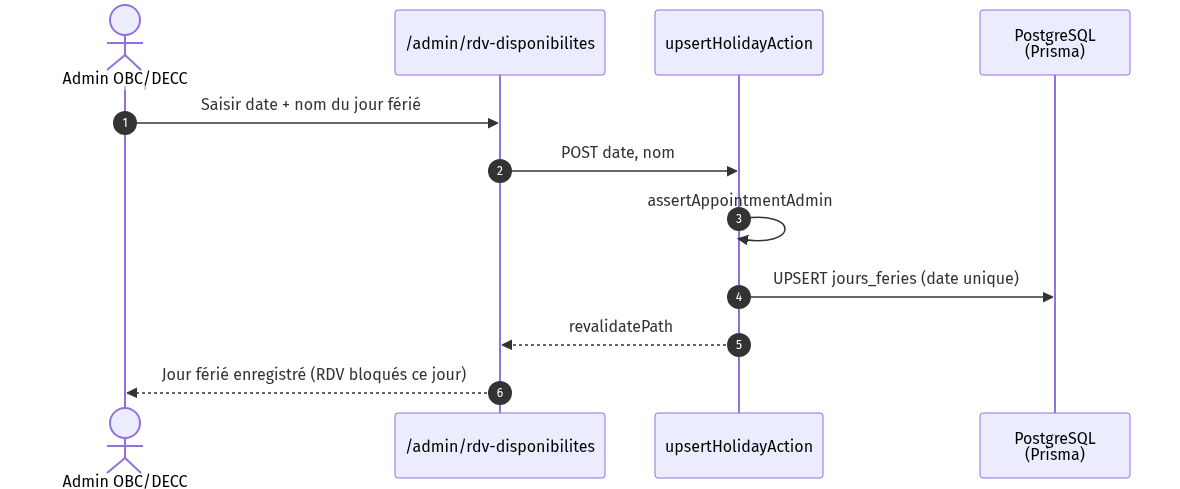 /admin/rdv-disponibilites
upsertHolidayAction
PostgreSQL
(Prisma)
Admin OBC/DECC
Saisir date + nom du jour férié
1
POST date, nom
2
assertAppointmentAdmin
3
UPSERT jours_feries (date unique)
4
revalidatePath
5
Jour férié enregistré (RDV bloqués ce jour)
6
/admin/rdv-disponibilites
upsertHolidayAction
PostgreSQL
(Prisma)
Admin OBC/DECC